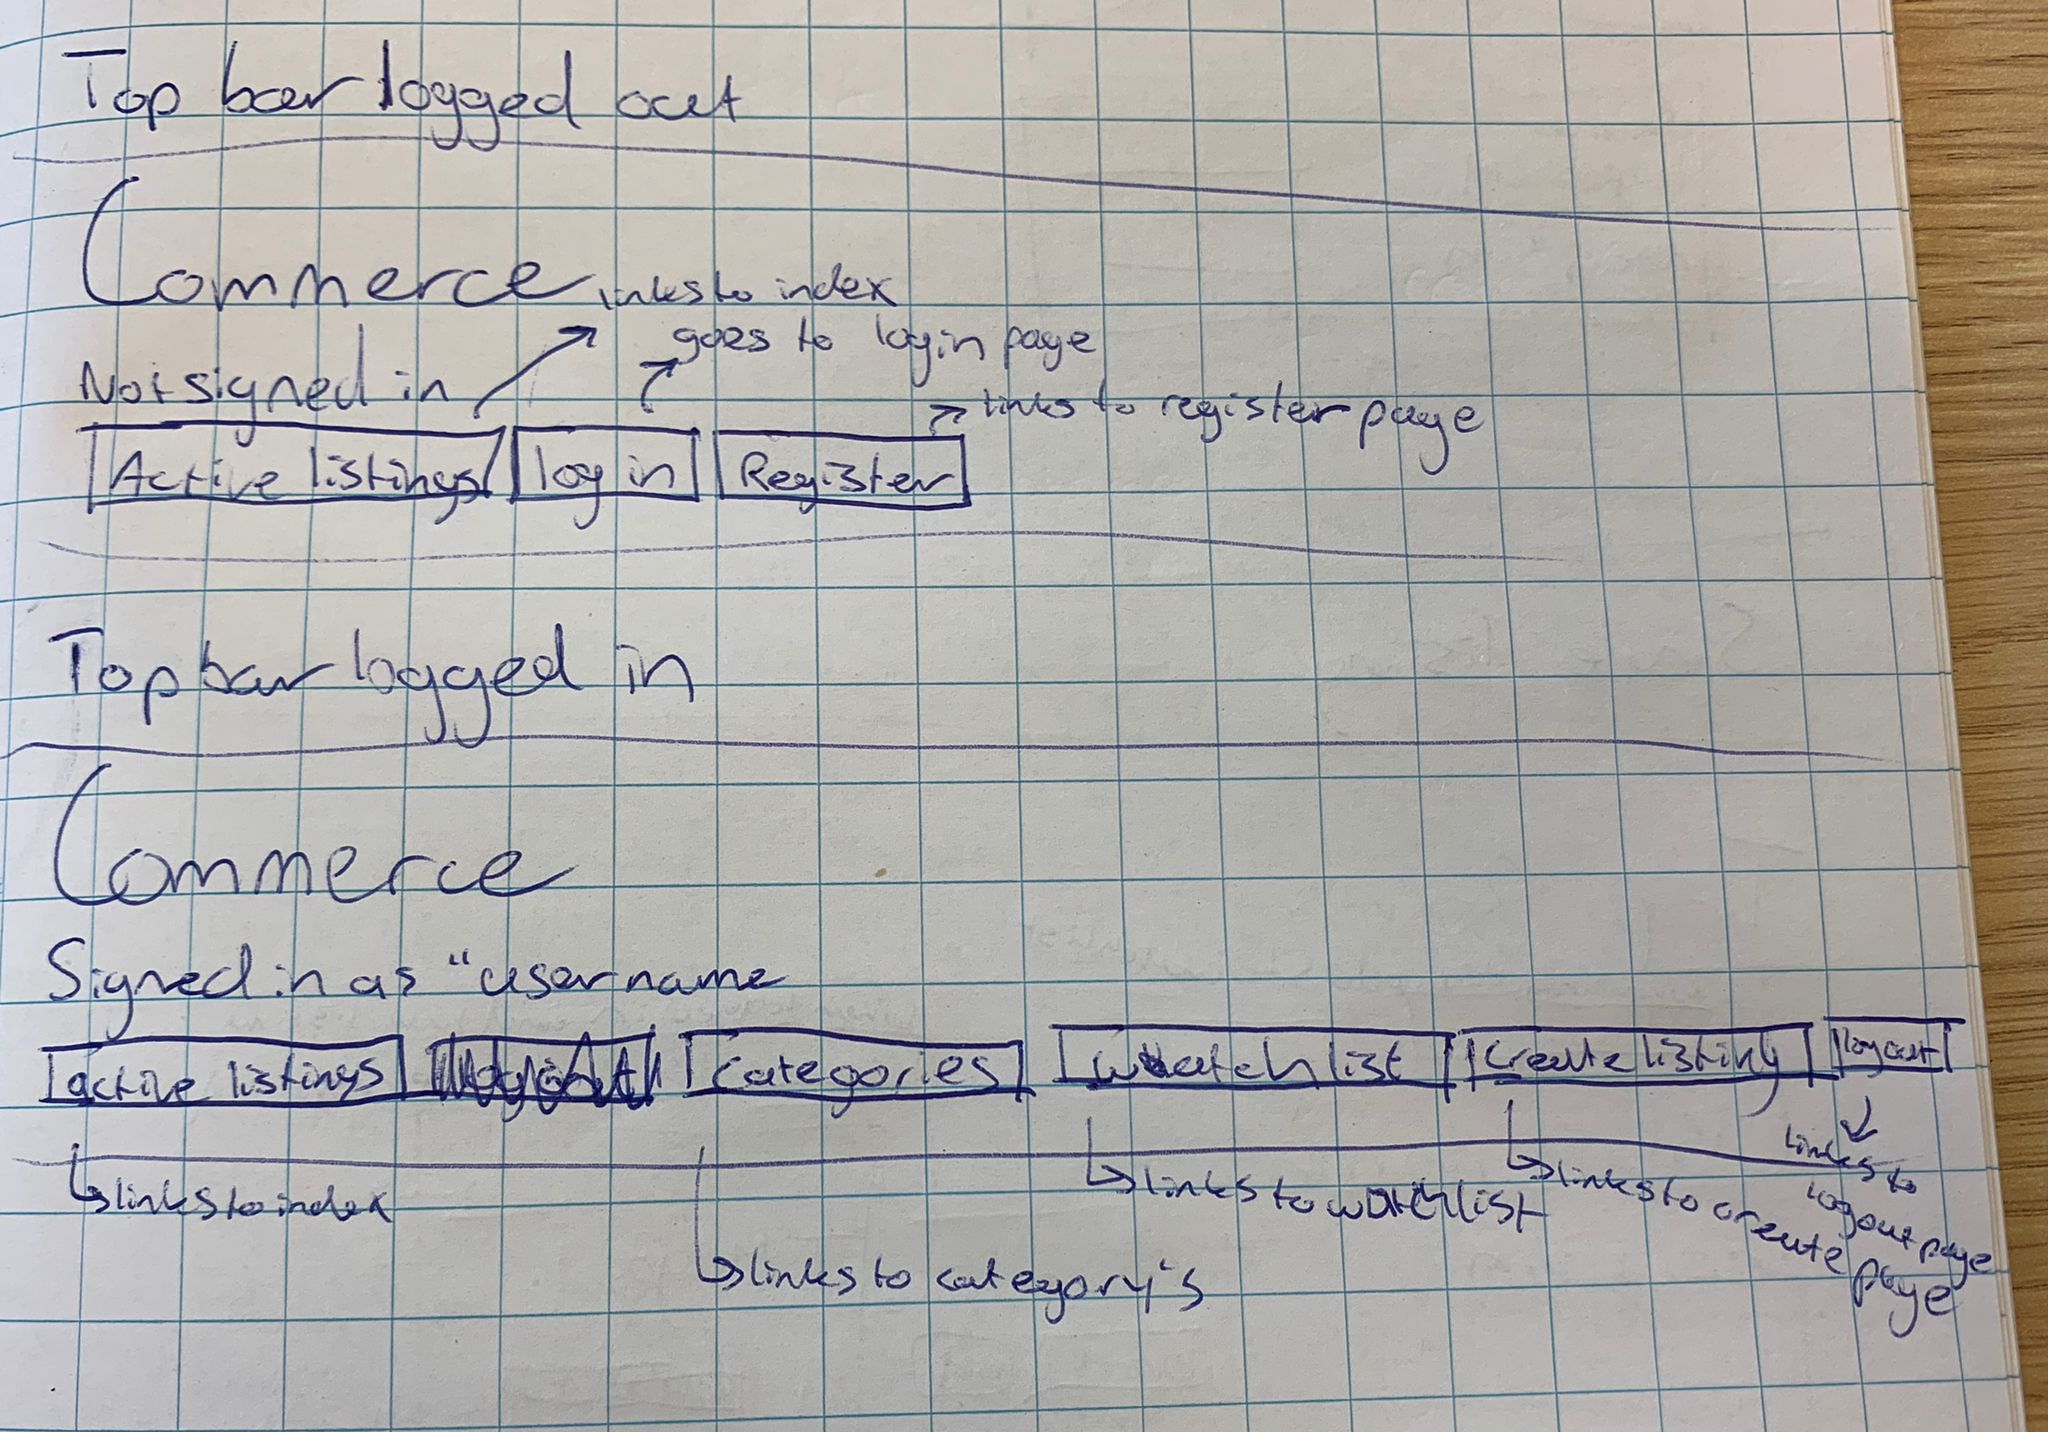 Top bar logged out
Commerce links to index
goes to login page
Not signed in
links to register page
Active listings log in Register
Top bar logged in
Commerce
Signed in as "username
active listings categories watch list create listing logout
links to index
links to category's
links to watchlist
links to create page
links to logout page